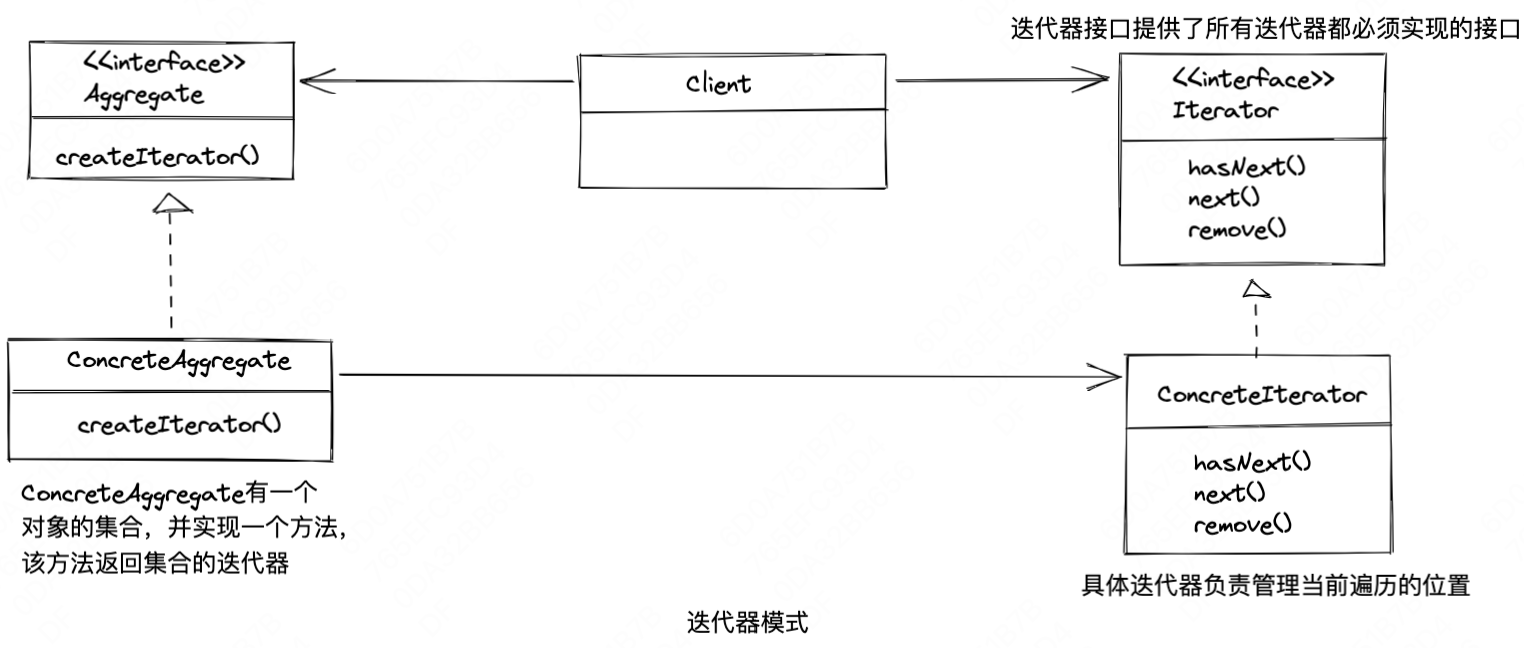 迭代器接口提供了所有迭代器都必须实现的接口
<<interface>>
Aggregate
createIterator()
Client
<<interface>>
Iterator
hasNext()
next()
remove()
ConcreteAggregate
createIterator()
ConcreteAggregate有一个
对象的集合，并实现一个方法，
该方法返回集合的迭代器
ConcreteIterator
hasNext()
next()
remove()
具体迭代器负责管理当前遍历的位置
迭代器模式